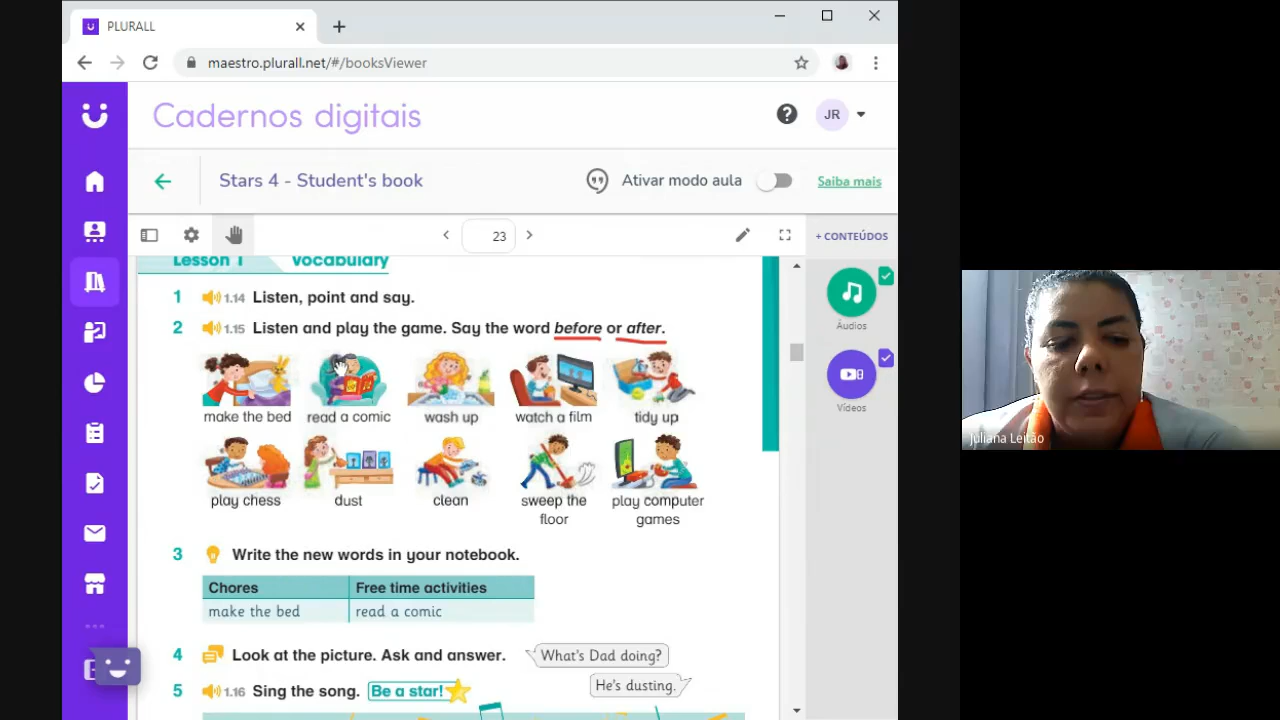 PLURALL
maestro.plurall.net/#/booksViewer
Cadernos digitais
JR
Stars 4 - Student's book
Ativar modo aula
Saiba mais
23
+ CONTEÚDOS
Áudios
Vídeos
Lesson 1 Vocabulary
1 1.14 Listen, point and say.
2 1.15 Listen and play the game. Say the word before or after.
make the bed read a comic wash up watch a film tidy up
play chess dust clean sweep the floor play computer games
3 Write the new words in your notebook.
Chores Free time activities
make the bed read a comic
4 Look at the picture. Ask and answer.
What's Dad doing?
He's dusting.
5 1.16 Sing the song. Be a star!
Juliana Leitão